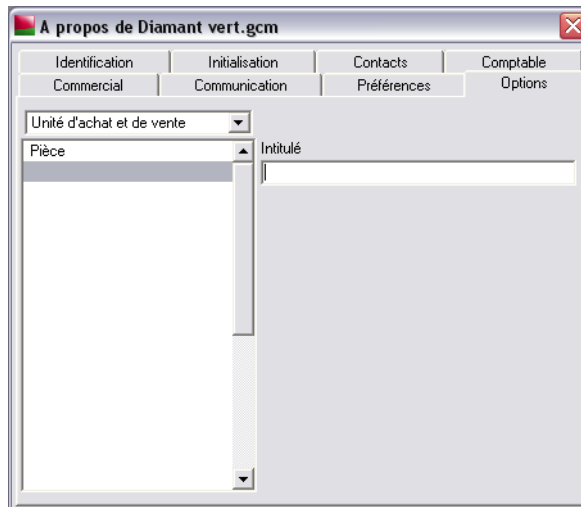 A propos de Diamant vert.gcm
Identification Initialisation Contacts Comptable
Commercial Communication Préférences Options
Unité d'achat et de vente
Pièce
Intitulé